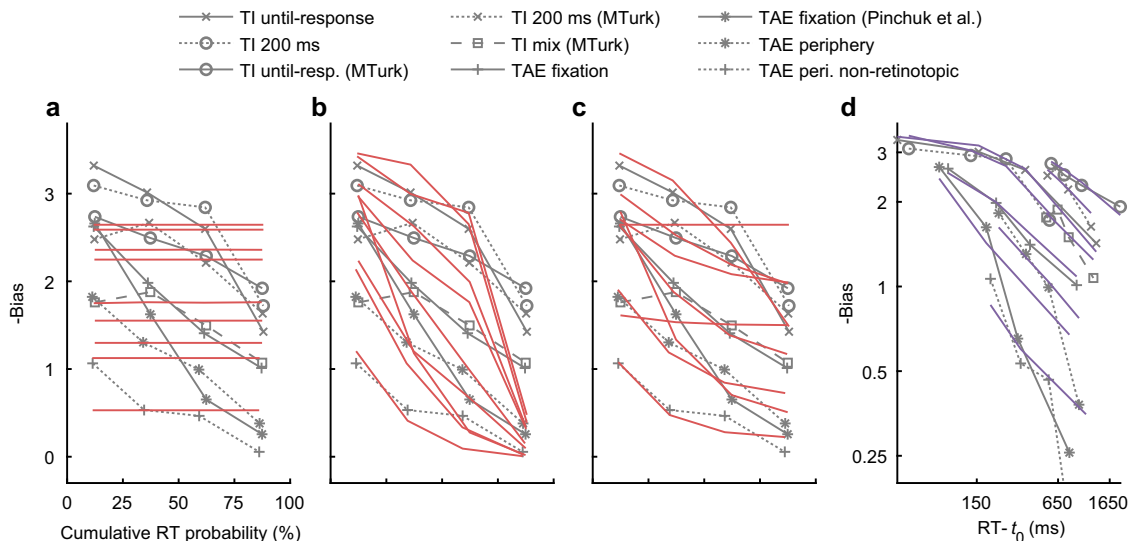 TI until-response
TI 200 ms
TI until-resp. (MTurk)
TI 200 ms (MTurk)
TI mix (MTurk)
TAE fixation
TAE fixation (Pinchuk et al.)
TAE periphery
TAE peri. non-retinotopic
a
b
c
d
-Bias
3
2
1
0
0
25
50
75
100
Cumulative RT probability (%)
-Bias
3
2
1
0.5
0.25
150
650
1650
RT- t0 (ms)